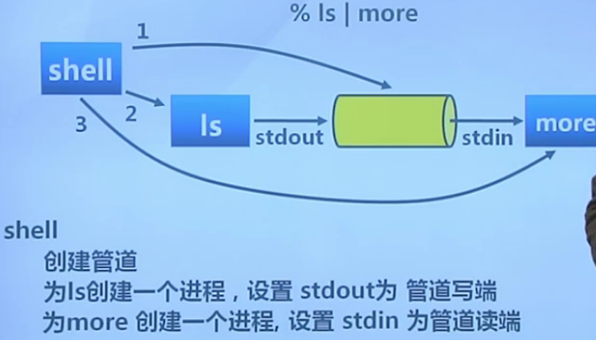 % ls | more
1
shell
3
2
ls
stdout
stdin
more
shell
创建管道
为ls创建一个进程，设置 stdout为 管道写端
为more 创建一个进程, 设置 stdin 为管道读端